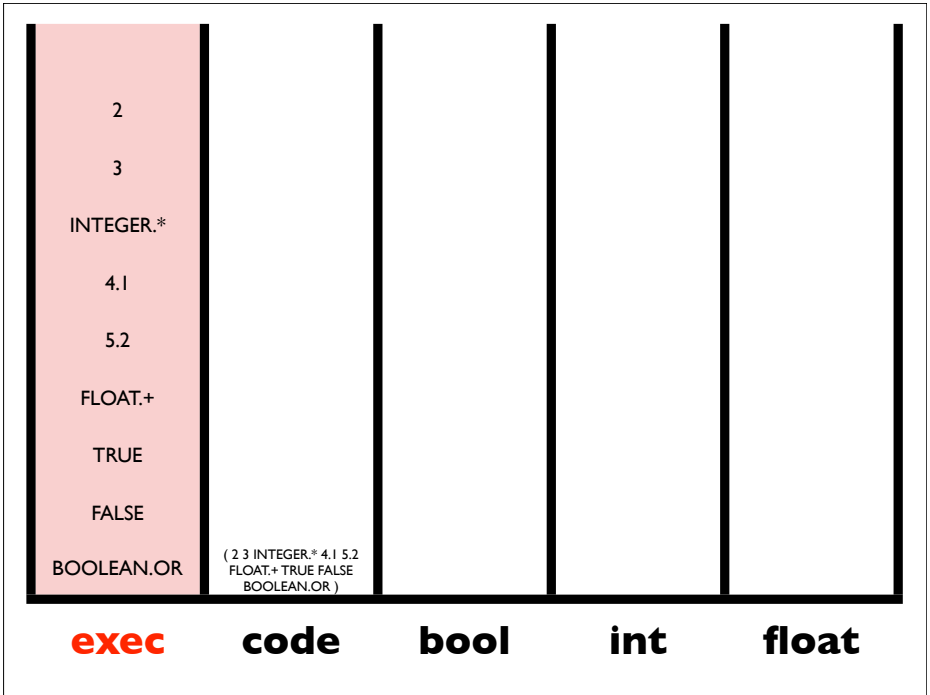 2
3
INTEGER.*
4.1
5.2
FLOAT.+
TRUE
FALSE
BOOLEAN.OR
( 2 3 INTEGER.* 4.1 5.2
FLOAT.+ TRUE FALSE
BOOLEAN.OR )
exec code bool int float